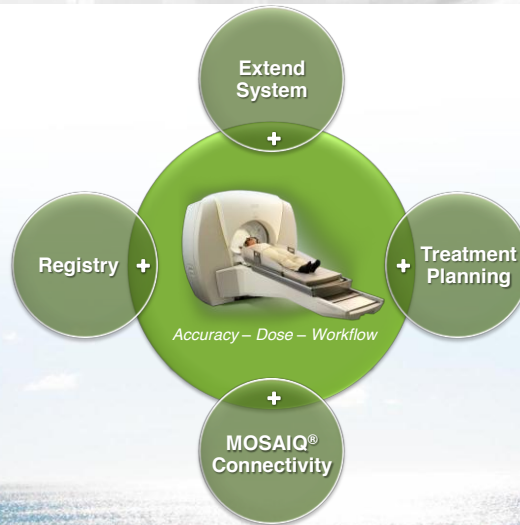 Extend
System
+
Registry +
Accuracy – Dose – Workflow
+ Treatment
Planning
+
MOSAIQ®
Connectivity